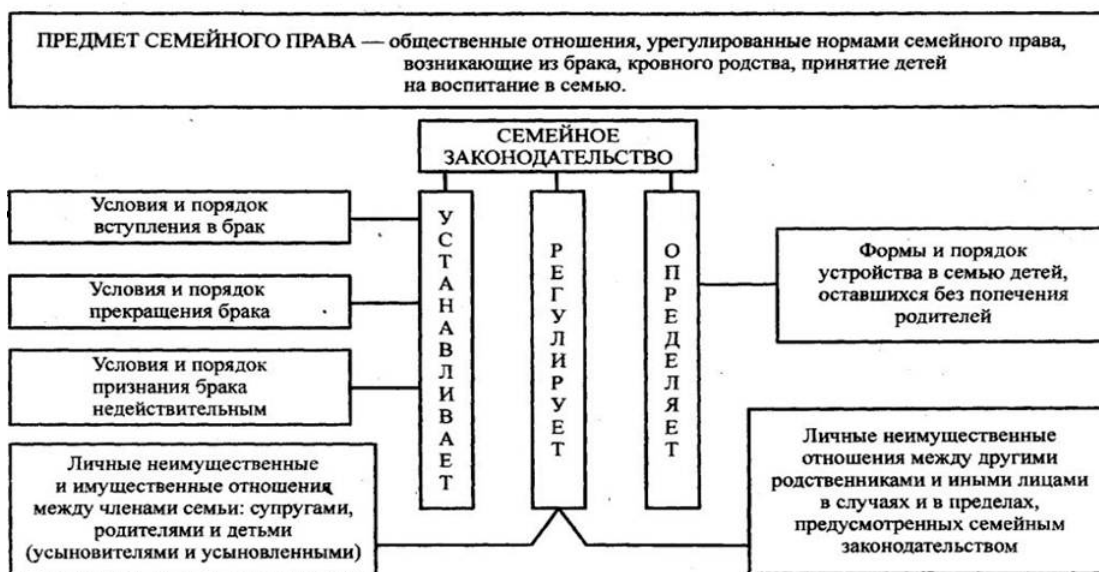 ПРЕДМЕТ СЕМЕЙНОГО ПРАВА — общественные отношения, урегулированные нормами семейного права,
возникающие из брака, кровного родства, принятие детей
на воспитание в семью.
СЕМЕЙНОЕ
ЗАКОНОДАТЕЛЬСТВО
УСТАНАВЛИВАЕТ
Условия и порядок
вступления в брак
Условия и порядок
прекращения брака
Условия и порядок
признания брака
недействительным
РЕГУЛИРУЕТ
Личные неимущественные
и имущественные отношения
между членами семьи: супругами,
родителями и детьми
(усыновителями и усыновленными)
Личные неимущественные
отношения между другими
родственниками и иными лицами
в случаях и в пределах,
предусмотренных семейным
законодательством
ОПРЕДЕЛЯЕТ
Формы и порядок
устройства в семью детей,
оставшихся без попечения
родителей